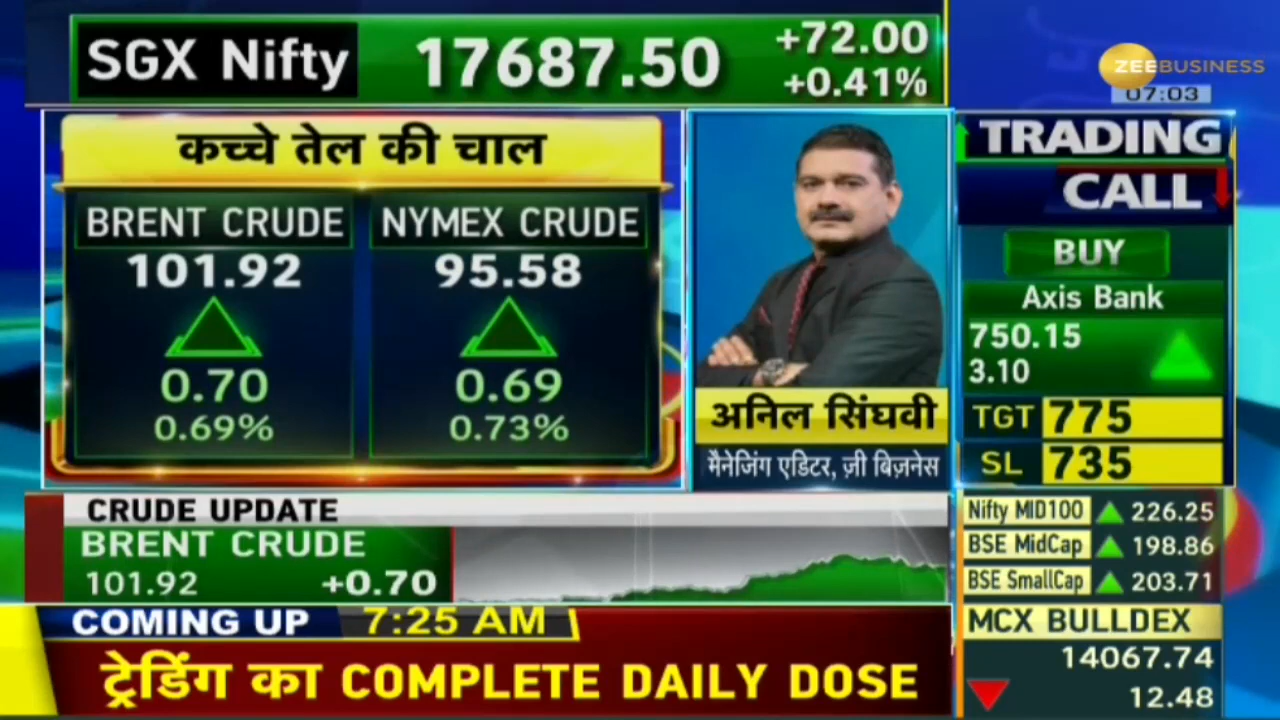 SGX Nifty 17687.50 +72.00
+0.41%
ZEEBUSINESS
07:03
कच्चे तेल की चाल
BRENT CRUDE
101.92
0.70
0.69%
NYMEX CRUDE
95.58
0.69
0.73%
अनिल सिंघवी
मैनेजिंग एडिटर, ज़ी बिज़नेस
TRADING
CALL
BUY
Axis Bank
750.15
3.10
TGT 775
SL 735
CRUDE UPDATE
BRENT CRUDE
101.92 +0.70
Nifty MID100 226.25
BSE MidCap 198.86
BSE SmallCap 203.71
MCX BULLDEX
14067.74
12.48
COMING UP 7:25 AM
ट्रेडिंग का COMPLETE DAILY DOSE